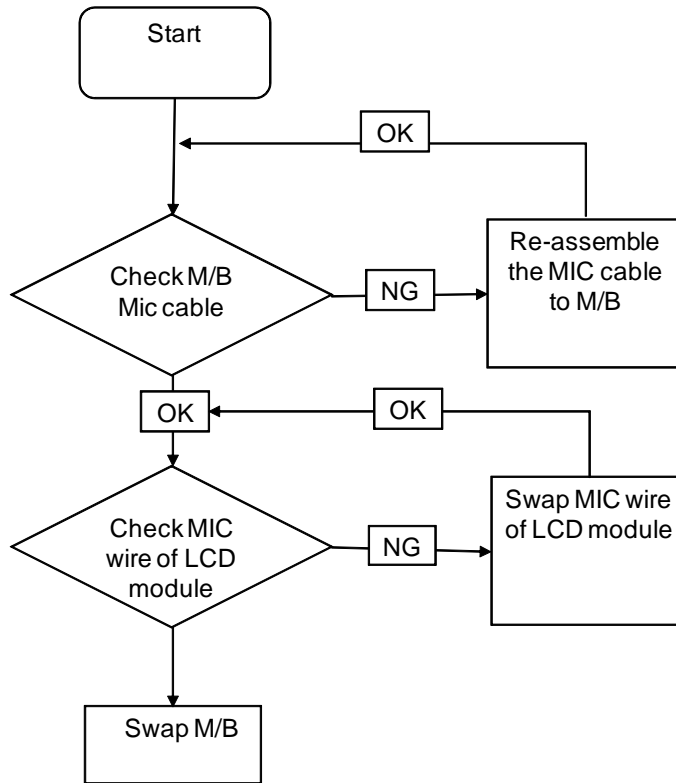 Start
OK
Check M/B
Mic cable
NG
Re-assemble
the MIC cable
to M/B
OK
OK
Check MIC
wire of LCD
module
NG
Swap MIC wire
of LCD module
Swap M/B